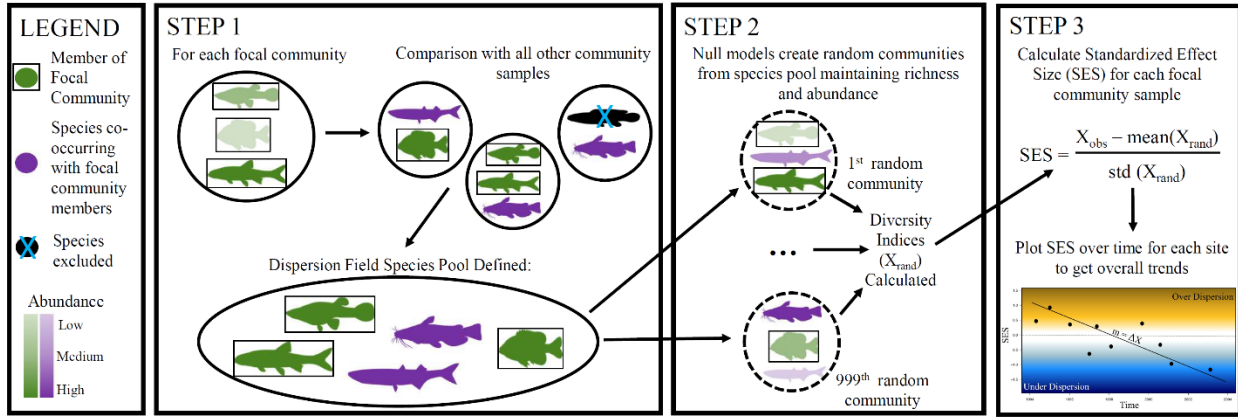 LEGEND
Member of
Focal
Community
Species co-
occurring
with focal
community
members
X
Species
excluded
Abundance
Low
Medium
High
STEP 1
For each focal community
Comparison with all other community
samples
X
Dispersion Field Species Pool Defined:
STEP 2
Null models create random communities
from species pool maintaining richness
and abundance
1st random
community
...
Diversity
Indices
(Xrand)
Calculated
999th random
community
STEP 3
Calculate Standardized Effect
Size (SES) for each focal
community sample
SES = Xobs – mean(Xrand)
std (Xrand)
Plot SES over time for each site
to get overall trends
Over Dispersion
SES
m = ΔX
Under Dispersion
Time